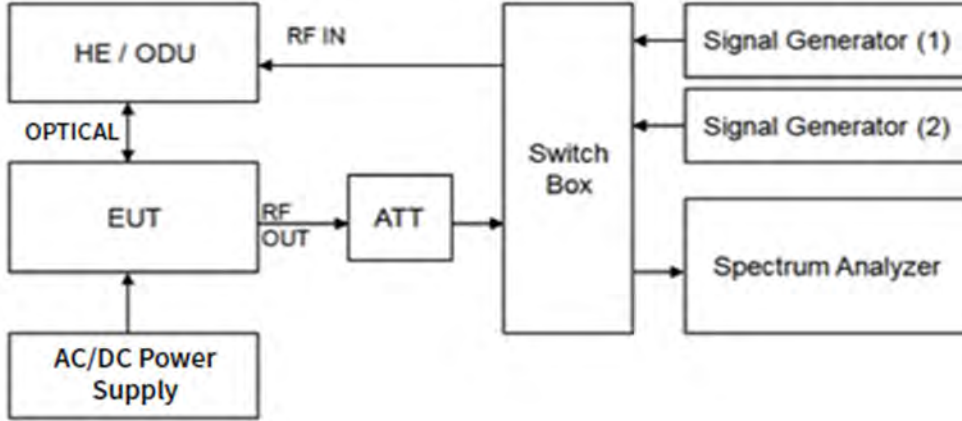 HE / ODU
RF IN
Signal Generator (1)
OPTICAL
Signal Generator (2)
Switch
Box
EUT
RF
OUT
ATT
Spectrum Analyzer
AC/DC Power
Supply